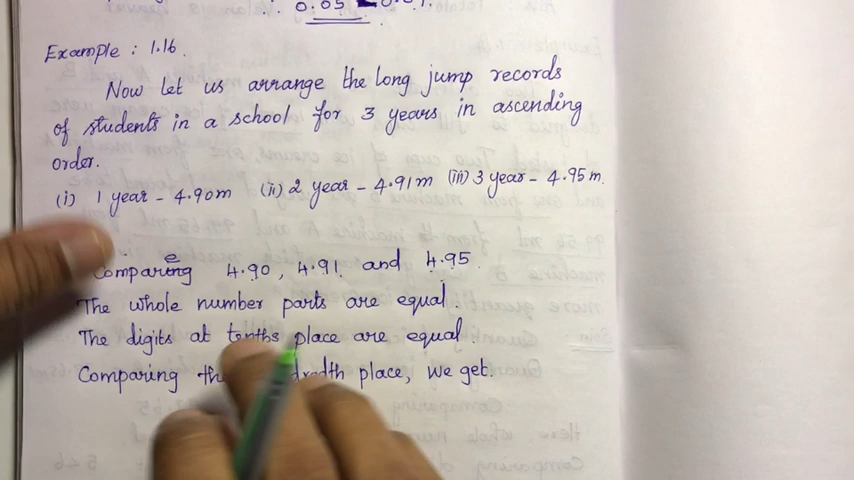 ∴ 0.05
Example : 1.16.
Now let us arrange the long jump records
of students in a school for 3 years in ascending
order.
(i) 1 year - 4.90m (ii) 2 year - 4.91m (iii) 3 year - 4.95m.
Comparing 4.90, 4.91 and 4.95.
The whole number parts are equal.
The digits at tenths place are equal.
Comparing place, we get.